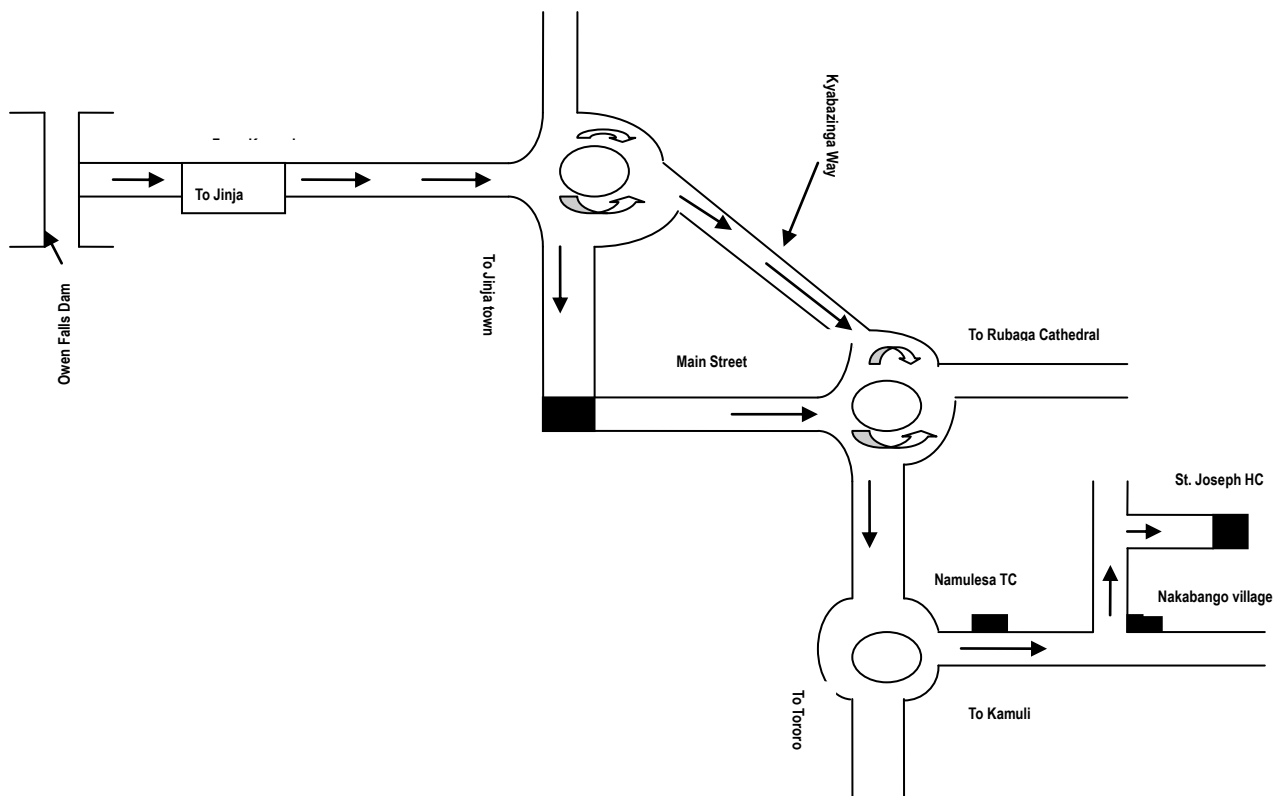 Kyabazinga Way
To Jinja
Owen Falls Dam
To Jinja town
To Rubaga Cathedral
Main Street
St. Joseph HC
Namulesa TC
Nakabango village
To Tororo
To Kamuli